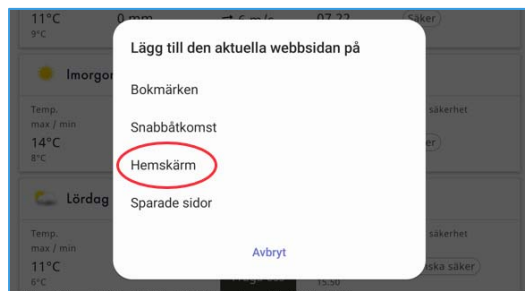 11°C 0 mm 6 m/s 07.22 Säker
9°C
Lägg till den aktuella webbsidan på
Imorgon
Bokmärken
Temp. säkerhet
max / min
Snabbåtkomst
14°C
8°C
Hemskärm
Lördag
Sparade sidor
Temp. säkerhet
max / min
Avbryt
11°C
6°C
15.50